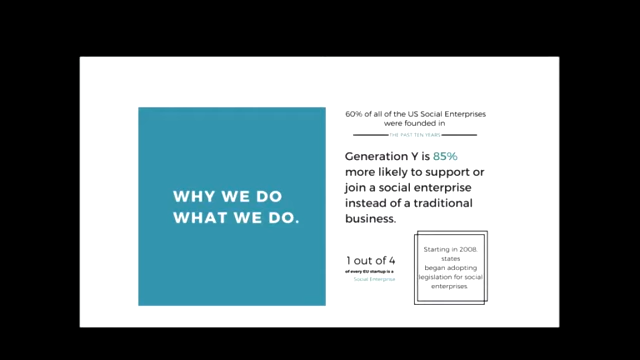 WHY WE DO
WHAT WE DO.
60% of all of the US Social Enterprises
were founded in
THE PAST TEN YEARS
Generation Y is 85%
more likely to support or
join a social enterprise
instead of a traditional
business.
1 out of 4
of every EU startup is a
Social Enterprise
Starting in 2008,
states
began adopting
legislation for social
enterprises.